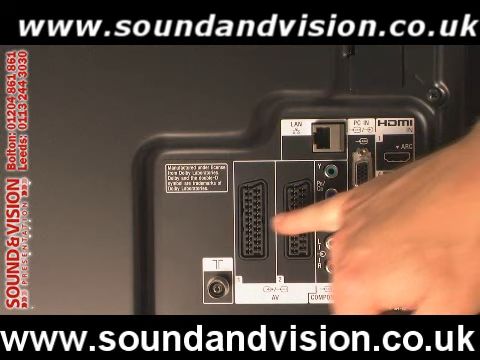 www.soundandvision.co.uk
SOUND&VISION
PRESENTATION
Bolton: 01204 861 861
Leeds: 0113 244 3030
LAN
PC IN
HDMI
IN
1
ARC
Manufactured under license
from Dolby Laboratories.
Dolby and the double-D
symbol are trademarks of
Dolby Laboratories.
Y
L
R
1
2
AV
www.soundandvision.co.uk